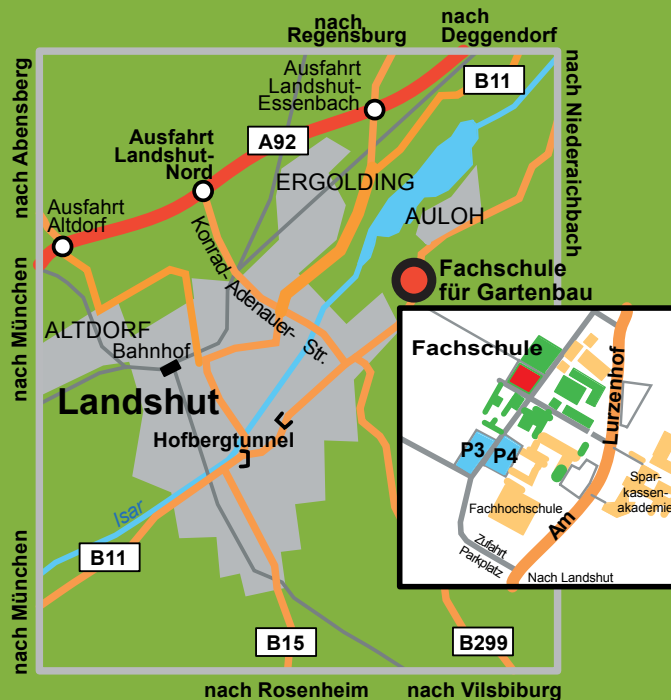 nach
Deggendorf
nach
Regensburg
nach Abensberg
nach Niederaichbach
Ausfahrt
Landshut-
Essenbach
B11
A92
Ausfahrt
Landshut-
Nord
ERGOLDING
AULOH
Ausfahrt
Altdorf
Konrad-Adenauer-Str.
Fachschule
für Gartenbau
nach München
ALTDORF
Bahnhof
Landshut
Hofbergtunnel
Isar
B11
nach München
B15
B299
nach Rosenheim
nach Vilsbiburg
Fachschule
Am Lurzenhof
P3
P4
Fachhochschule
Spar-
kassen-
akademie
Zufahrt
Parkplatz
Nach Landshut